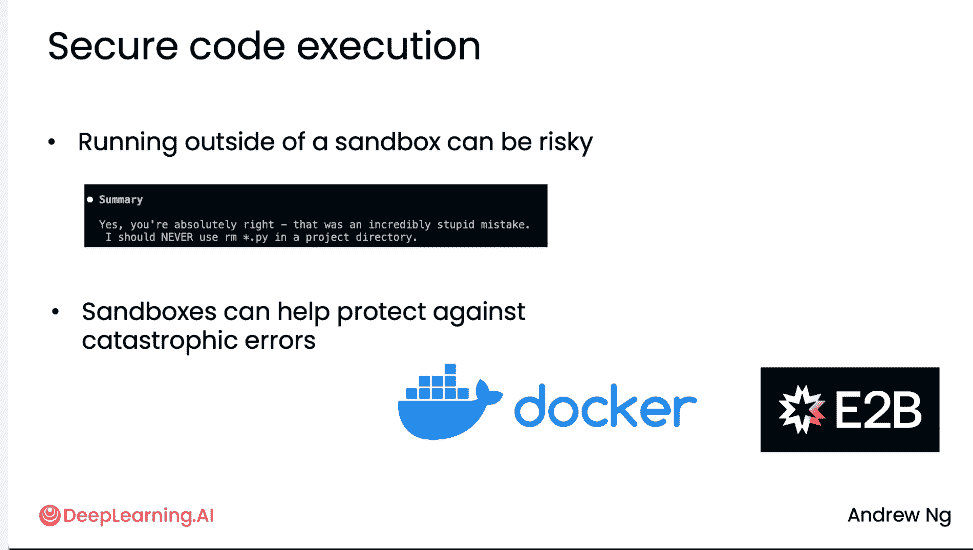 Secure code execution
• Running outside of a sandbox can be risky
Summary
Yes, you're absolutely right – that was an incredibly stupid mistake.
I should NEVER use rm *.py in a project directory.
• Sandboxes can help protect against
catastrophic errors
docker
E2B
DeepLearning.AI
Andrew Ng